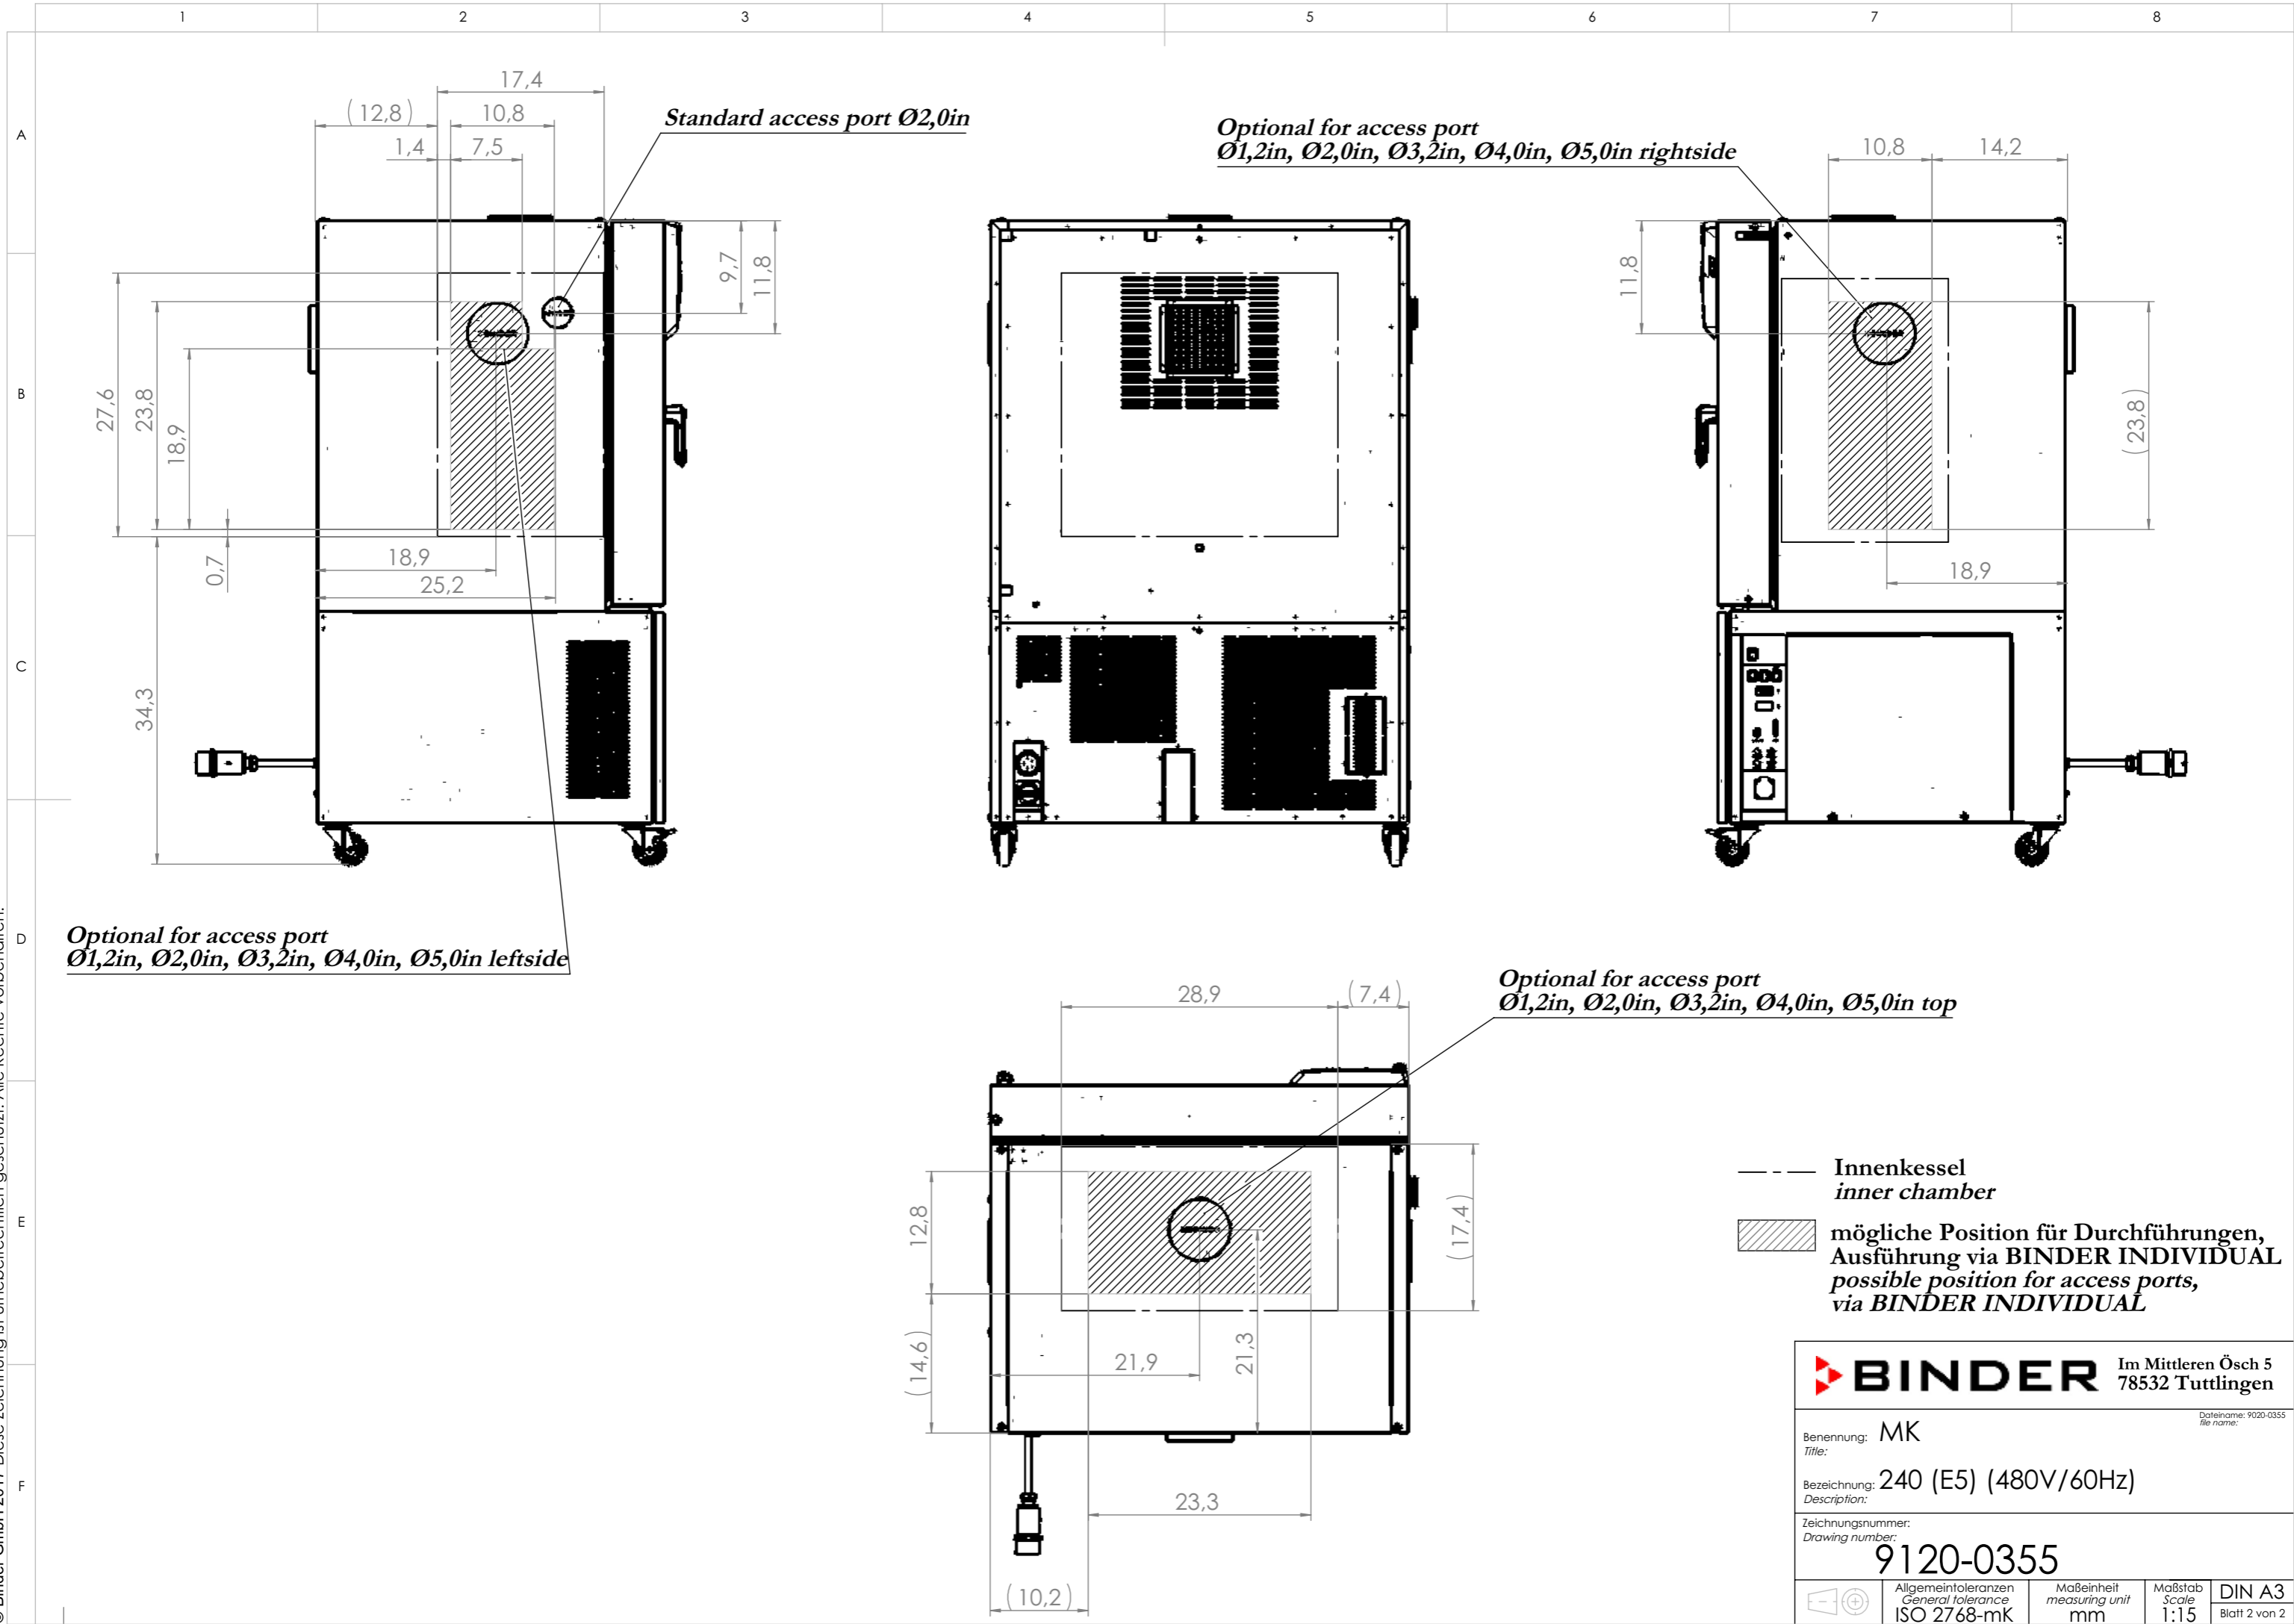 1 2 3 4 5 6 7 8
A
B
C
D
E
F
17,4
(12,8) 10,8
1,4 7,5
Standard access port Ø2,0in
9,7
11,8
27,6
23,8
18,9
0,7
18,9
25,2
34,3
Optional for access port
Ø1,2in, Ø2,0in, Ø3,2in, Ø4,0in, Ø5,0in leftside
Optional for access port
Ø1,2in, Ø2,0in, Ø3,2in, Ø4,0in, Ø5,0in rightside
10,8 14,2
11,8
(23,8)
18,9
Optional for access port
Ø1,2in, Ø2,0in, Ø3,2in, Ø4,0in, Ø5,0in top
28,9 (7,4)
12,8
(17,4)
(14,6)
21,9
21,3
23,3
(10,2)
Innenkessel
inner chamber
mögliche Position für Durchführungen,
Ausführung via BINDER INDIVIDUAL
possible position for access ports,
via BINDER INDIVIDUAL
BINDER
Im Mittleren Ösch 5
78532 Tuttlingen
Dateiname: 9020-0355
file name:
Benennung: MK
Title:
Bezeichnung: 240 (E5) (480V/60Hz)
Description:
Zeichnungsnummer:
Drawing number:
9120-0355
Allgemeintoleranzen
General tolerance
ISO 2768-mK
Maßeinheit
measuring unit
mm
Maßstab
Scale
1:15
DIN A3
Blatt 2 von 2